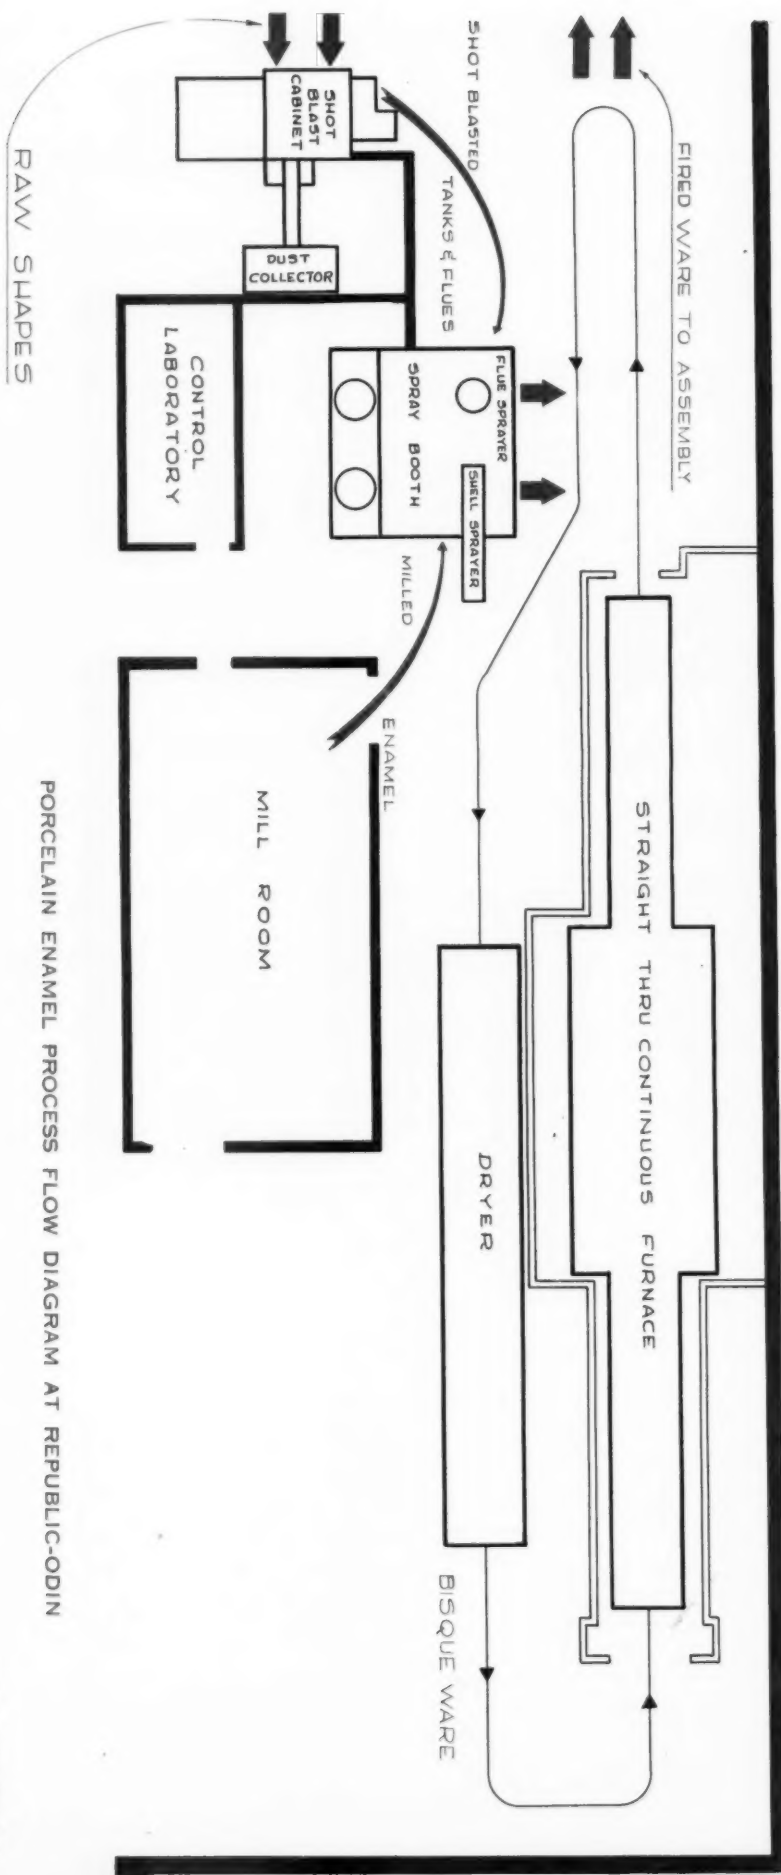 FIRED WARE TO ASSEMBLY
STRAIGHT THRU CONTINUOUS FURNACE
SHOT BLASTED
TANKS & FLUES
FLUE SPRAYER
SHELL SPRAYER
SPRAY BOOTH
DRYER
BISQUE WARE
SHOT
BLAST
CABINET
DUST
COLLECTOR
MILLED
ENAMEL
CONTROL
LABORATORY
MILL ROOM
RAW SHAPES
PORCELAIN ENAMEL PROCESS FLOW DIAGRAM AT REPUBLIC-ODIN